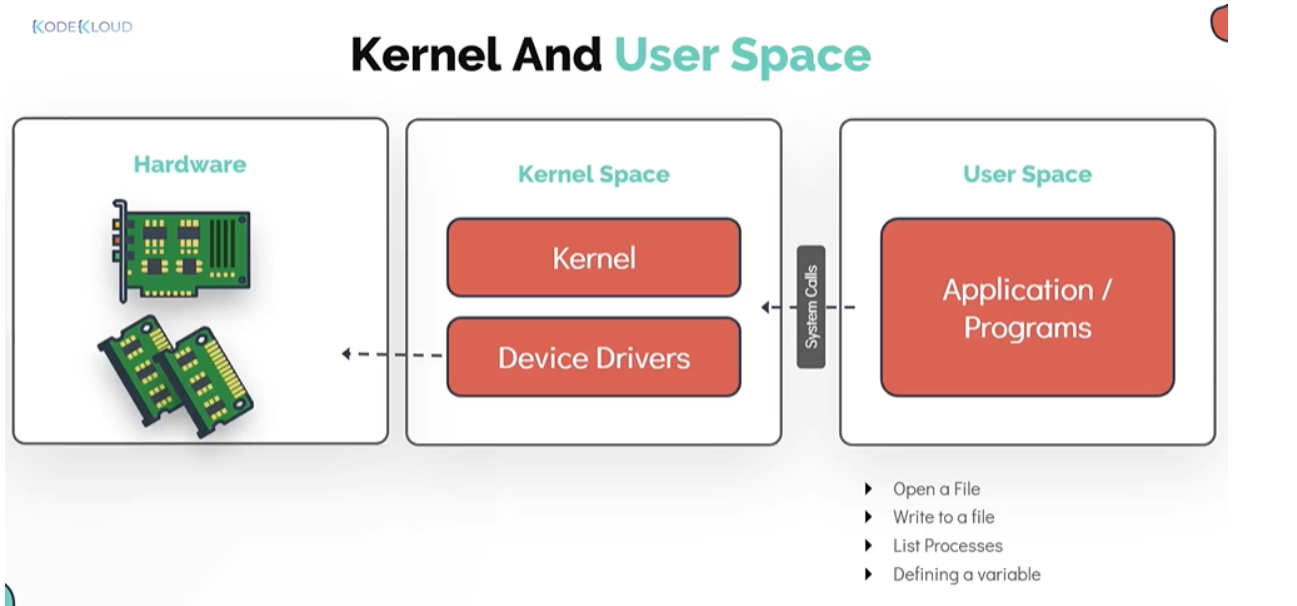 KODEKLOUD
Kernel And User Space
Hardware
Kernel Space
Kernel
Device Drivers
System Calls
User Space
Application /
Programs
Open a File
Write to a file
List Processes
Defining a variable